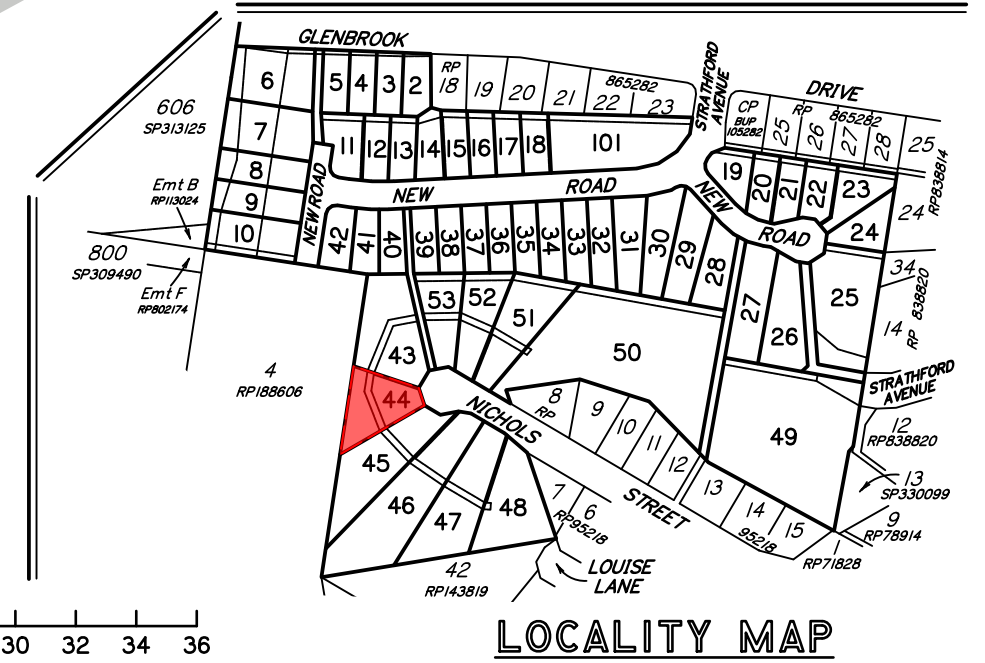 GLENBROOK
STRATHFORD
AVENUE
DRIVE
6
5 4 3 2
RP
18 19 20 21 22 23
865282
CP
BUP
105282
RP
865282
25 26 27 28
25
RP838814
24
606
SP313125
7
8
9
10
11 12 13 14 15 16 17 18
101
19 20 21 22 23
24
NEW ROAD
NEW ROAD
NEW
ROAD
Emt B
RP113024
800
SP309490
Emt F
RP802174
42 41 40 39 38 37 36 35 34 33 32 31 30 29 28
27
26
25
34
RP 838820
14
53 52
51
50
43
44
4
RP188606
STRATHFORD
AVENUE
NICHOLS
STREET
8
RP
9
10
11
12
13
14
15
95218
49
12
RP838820
13
SP330099
9
RP78914
1
RP71828
45
46
47
48
7
6
RP95218
42
RP143819
LOUISE
LANE
30 32 34 36
LOCALITY MAP